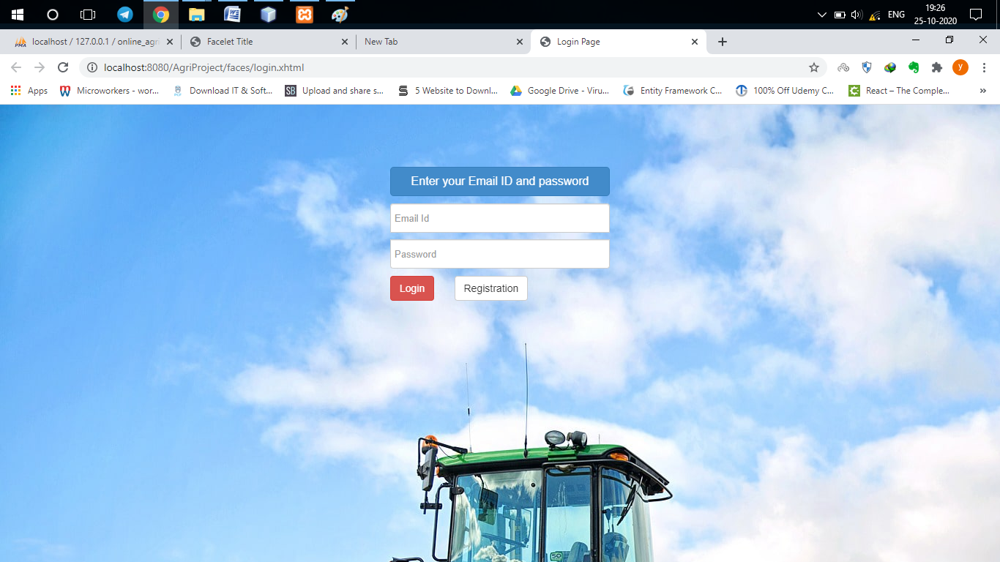 19:26
ENG
25-10-2020
localhost / 127.0.0.1 / online_agri
Facelet Title
New Tab
Login Page
localhost:8080/AgriProject/faces/login.xhtml
y
Apps
Microworkers - wor...
Download IT & Soft...
Upload and share s...
5 Website to Downl...
Google Drive - Viru...
Entity Framework C...
100% Off Udemy C...
React – The Comple...
»
Enter your Email ID and password
Email Id
Password
Login
Registration
50